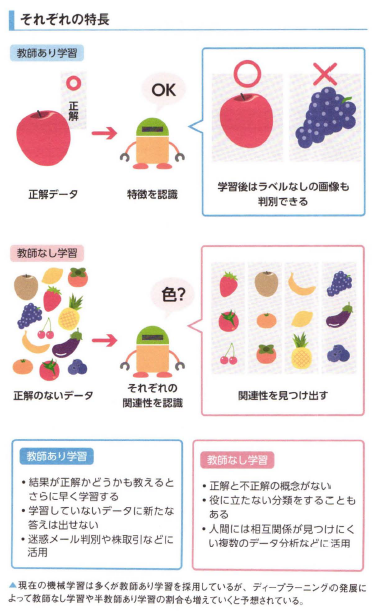 それぞれの特長
教師あり学習
正解
OK
正解データ
特徴を認識
学習後はラベルなしの画像も
判別できる
教師なし学習
色?
正解のないデータ
それぞれの
関連性を認識
関連性を見つけ出す
教師あり学習
・結果が正解かどうかも教えると
さらに早く学習する
・学習していないデータに新たな
答えは出せない
・迷惑メール判別や株取引などに
活用
教師なし学習
・正解と不正解の概念がない
・役に立たない分類をすることも
ある
・人間には相互関係が見つけにく
い複数のデータ分析などに活用
▲現在の機械学習は多くが教師あり学習を採用しているが、ディープラーニングの発展に
よって教師なし学習や半教師あり学習の割合も増えていくと予想されている。